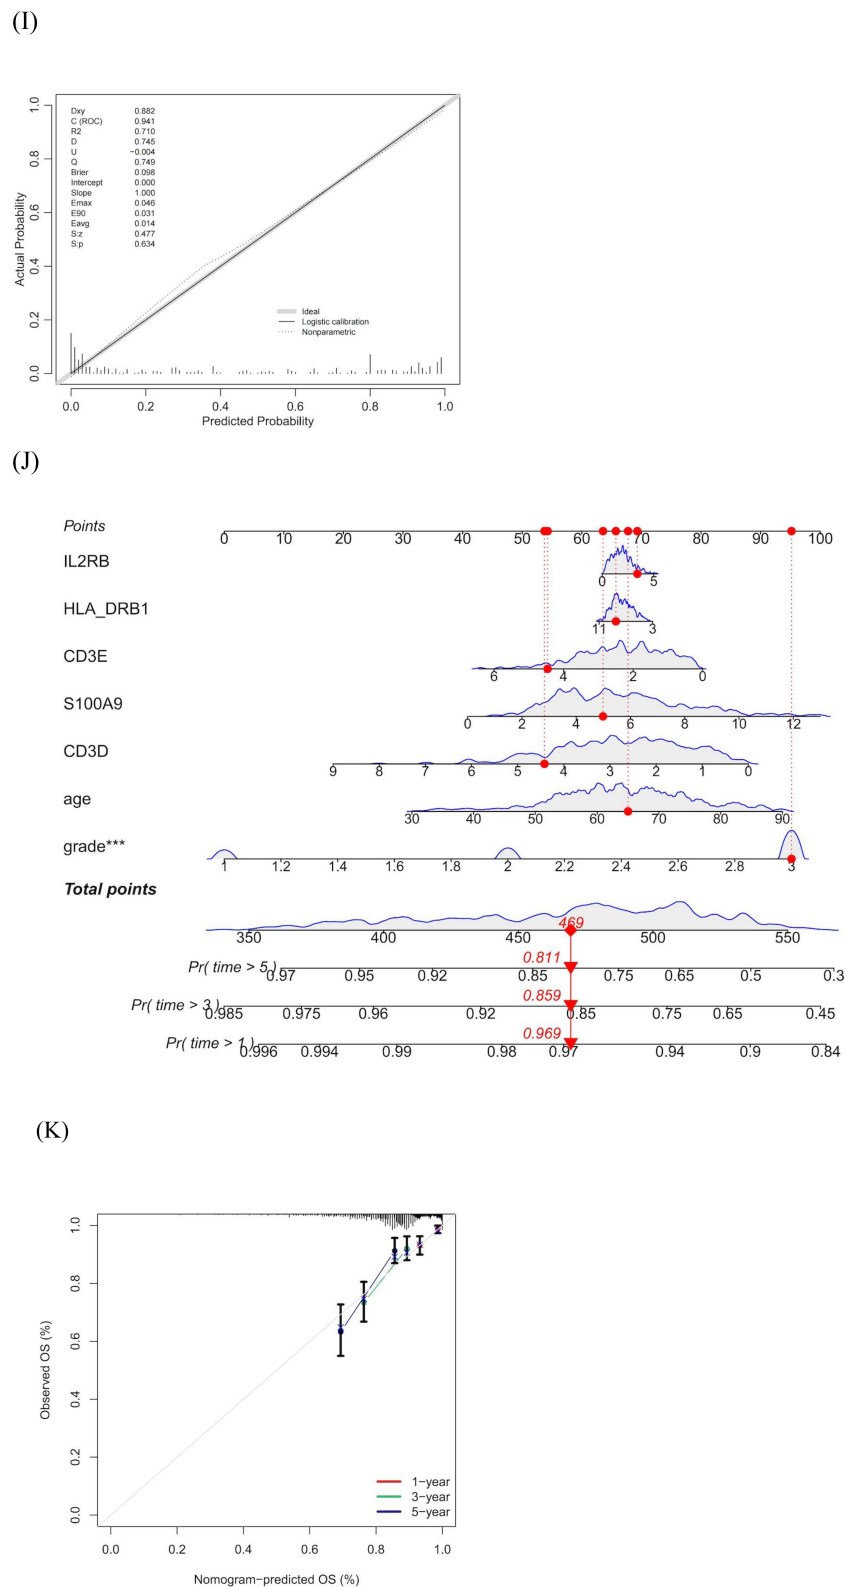 (I)
Dxy 0.882
C (ROC) 0.941
R2 0.710
D 0.745
U −0.004
Q 0.749
Brier 0.098
Intercept 0.000
Slope 1.000
Emax 0.046
E90 0.031
Eavg 0.014
S:z 0.477
S:p 0.634
Actual Probability
0.0 0.2 0.4 0.6 0.8 1.0
Ideal
Logistic calibration
Nonparametric
0.0 0.2 0.4 0.6 0.8 1.0
Predicted Probability
(J)
Points
0 10 20 30 40 50 60 70 80 90 100
IL2RB
0 5
HLA_DRB1
11 3
CD3E
6 4 2 0
S100A9
0 2 4 6 8 10 12
CD3D
9 8 7 6 5 4 3 2 1 0
age
30 40 50 60 70 80 90
grade***
1 1.2 1.4 1.6 1.8 2 2.2 2.4 2.6 2.8 3
Total points
469
350 400 450 500 550
0.811
Pr( time > 5 )
0.97 0.95 0.92 0.85 0.75 0.65 0.5 0.3
0.859
Pr( time > 3 )
0.985 0.975 0.96 0.92 0.85 0.75 0.65 0.45
0.969
Pr( time > 1 )
0.996 0.994 0.99 0.98 0.97 0.94 0.9 0.84
(K)
Observed OS (%)
0.0 0.2 0.4 0.6 0.8 1.0
1−year
3−year
5−year
0.0 0.2 0.4 0.6 0.8 1.0
Nomogram−predicted OS (%)